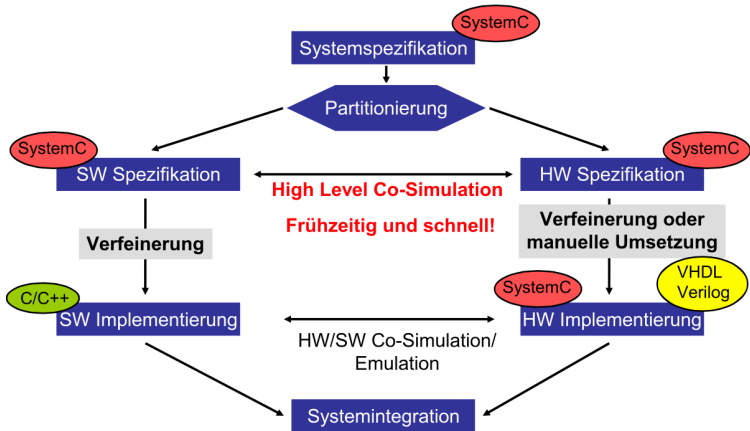 SystemC
Systemspezifikation
Partitionierung
SystemC
SystemC
SW Spezifikation
HW Spezifikation
High Level Co-Simulation
Frühzeitig und schnell!
Verfeinerung
Verfeinerung oder
manuelle Umsetzung
C/C++
SystemC
VHDL
Verilog
SW Implementierung
HW Implementierung
HW/SW Co-Simulation/
Emulation
Systemintegration